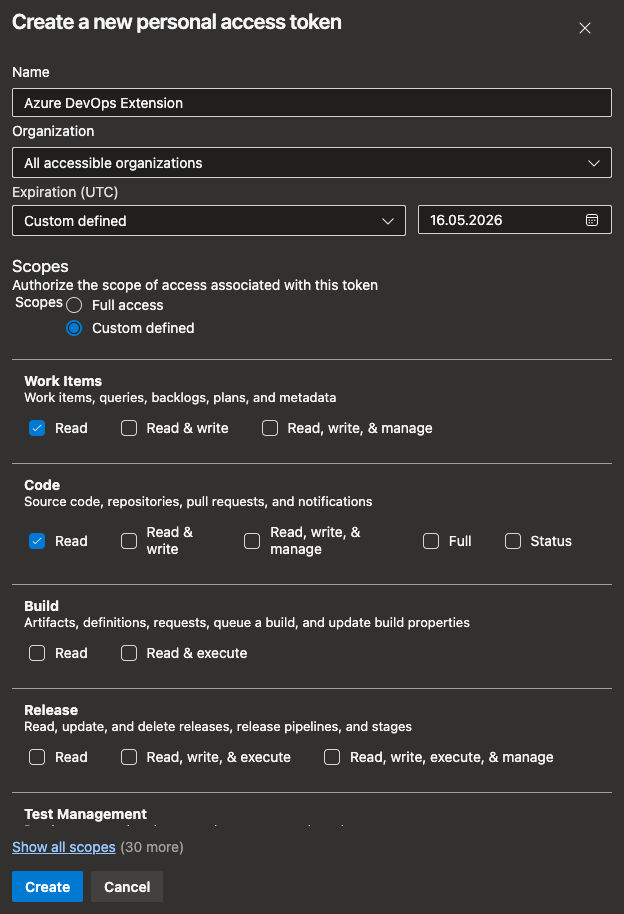 Create a new personal access token
Name
Azure DevOps Extension
Organization
All accessible organizations
Expiration (UTC)
Custom defined
16.05.2026
Scopes
Authorize the scope of access associated with this token
Scopes
Full access
Custom defined
Work Items
Work items, queries, backlogs, plans, and metadata
Read
Read & write
Read, write, & manage
Code
Source code, repositories, pull requests, and notifications
Read
Read &
write
Read, write, &
manage
Full
Status
Build
Artifacts, definitions, requests, queue a build, and update build properties
Read
Read & execute
Release
Read, update, and delete releases, release pipelines, and stages
Read
Read, write, & execute
Read, write, execute, & manage
Test Management
Show all scopes (30 more)
Create
Cancel